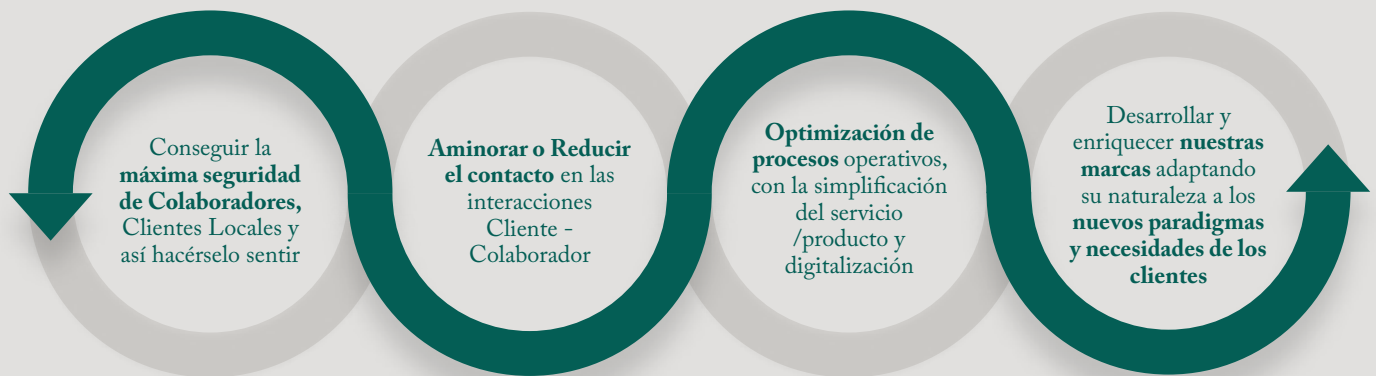 Conseguir la
máxima seguridad
de Colaboradores,
Clientes Locales y
así hacérselo sentir
Aminorar o Reducir
el contacto en las
interacciones
Cliente -
Colaborador
Optimización de
procesos operativos,
con la simplificación
del servicio
/producto y
digitalización
Desarrollar y
enriquecer nuestras
marcas adaptando
su naturaleza a los
nuevos paradigmas
y necesidades de los
clientes